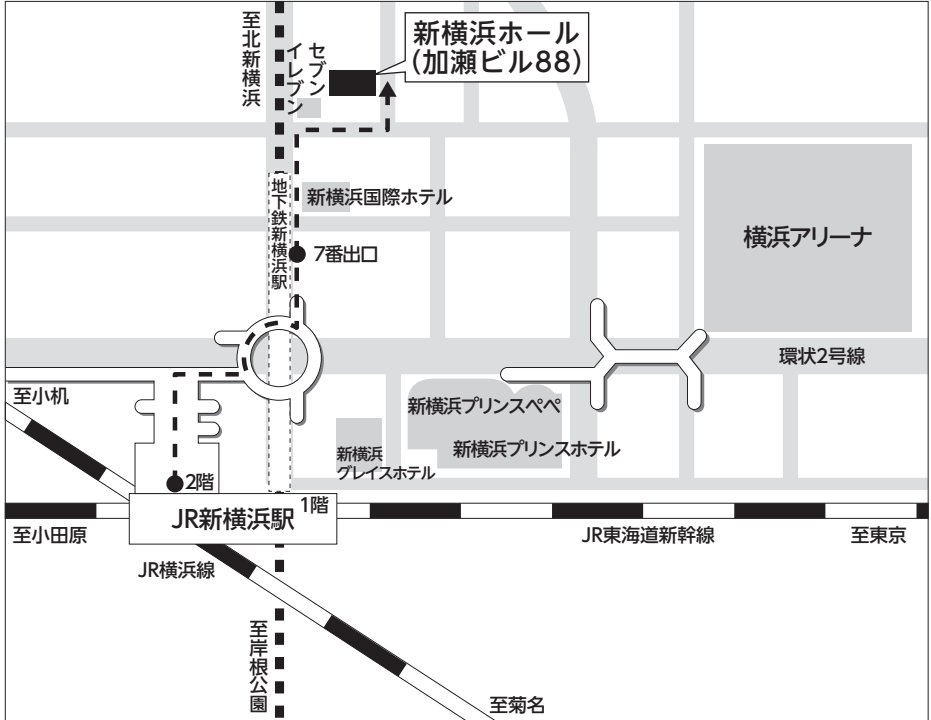 至北新横浜
セブン
イレブン
新横浜ホール
(加瀬ビル88)
地下鉄新横浜駅
新横浜国際ホテル
7番出口
横浜アリーナ
環状2号線
至小机
新横浜プリンスペペ
新横浜
グレイスホテル
新横浜プリンスホテル
2階
JR新横浜駅
1階
至小田原
JR東海道新幹線
至東京
JR横浜線
至岸根公園
至菊名